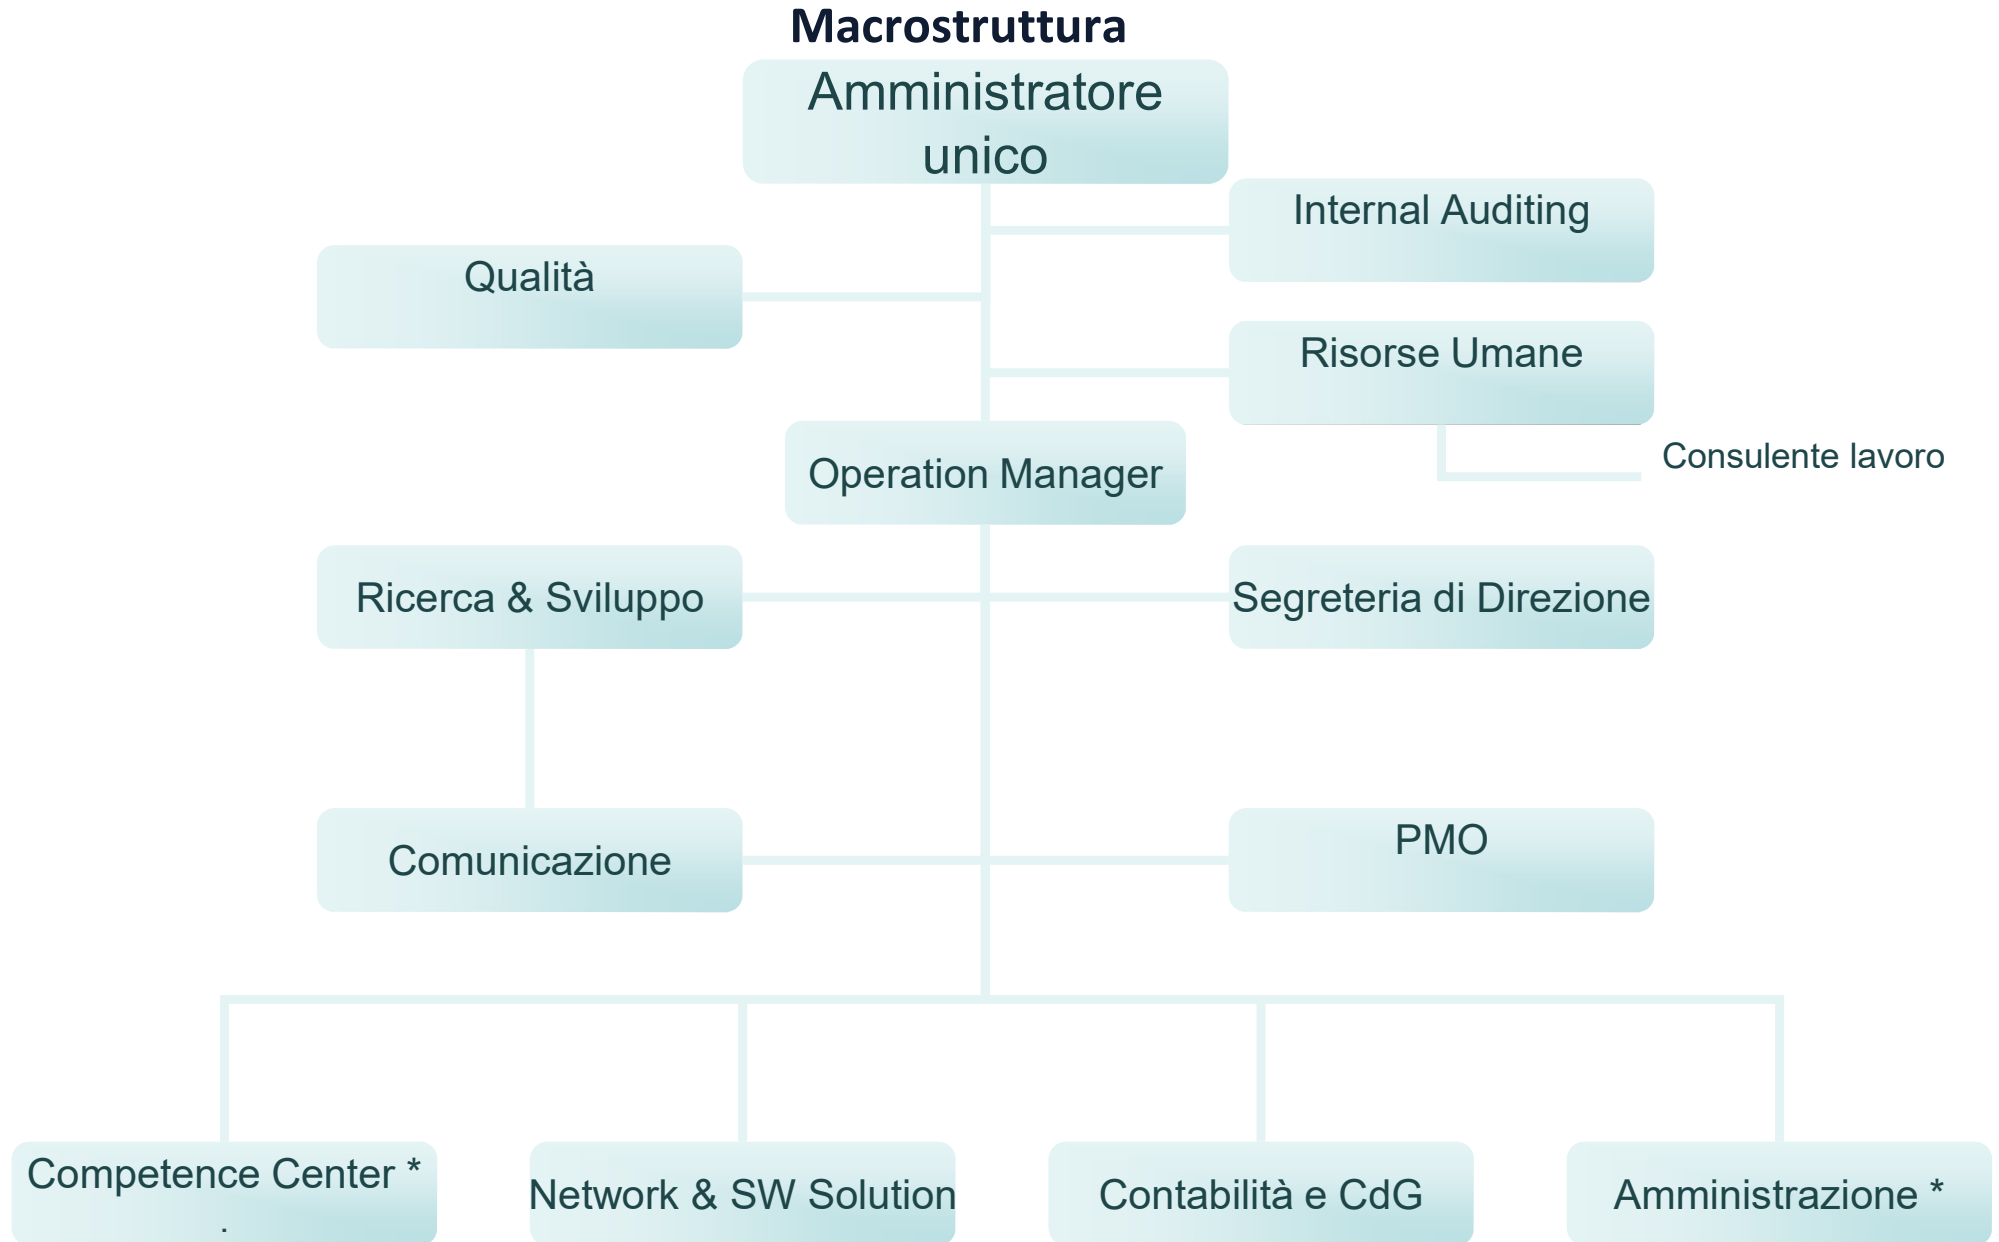 Macrostruttura
Amministratore
unico
Internal Auditing
Qualità
Risorse Umane
Consulente lavoro
Operation Manager
Ricerca & Sviluppo
Segreteria di Direzione
Comunicazione
PMO
Competence Center *
.
Network & SW Solution
Contabilità e CdG
Amministrazione *